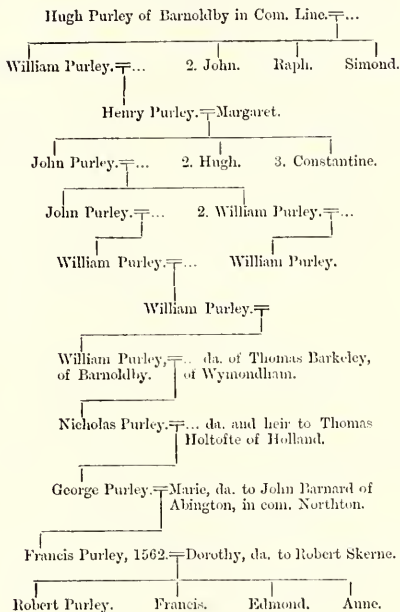 Hugh Purley of Barnoldby in Com. Linc.=...
William Purley.=... 2. John. Raph. Simond.
Henry Purley.=Margaret.
John Purley.=... 2. Hugh. 3. Constantine.
John Purley.=... 2. William Purley.=...
William Purley.=... William Purley.
William Purley.=
William Purley,=.. da. of Thomas Barkeley,
of Barnoldby. of Wymondham.
Nicholas Purley.=... da. and heir to Thomas
Holtofte of Holland.
George Purley.=Marie, da. to John Barnard of
Abington, in com. Northton.
Francis Purley, 1562.=Dorothy, da. to Robert Skerne.
Robert Purley. Francis. Edmond. Anne.